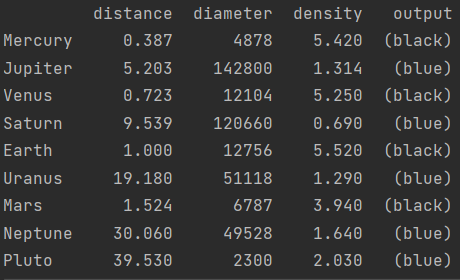 distance diameter density output
Mercury 0.387 4878 5.420 (black)
Jupiter 5.203 142800 1.314 (blue)
Venus 0.723 12104 5.250 (black)
Saturn 9.539 120660 0.690 (blue)
Earth 1.000 12756 5.520 (black)
Uranus 19.180 51118 1.290 (blue)
Mars 1.524 6787 3.940 (black)
Neptune 30.060 49528 1.640 (blue)
Pluto 39.530 2300 2.030 (blue)